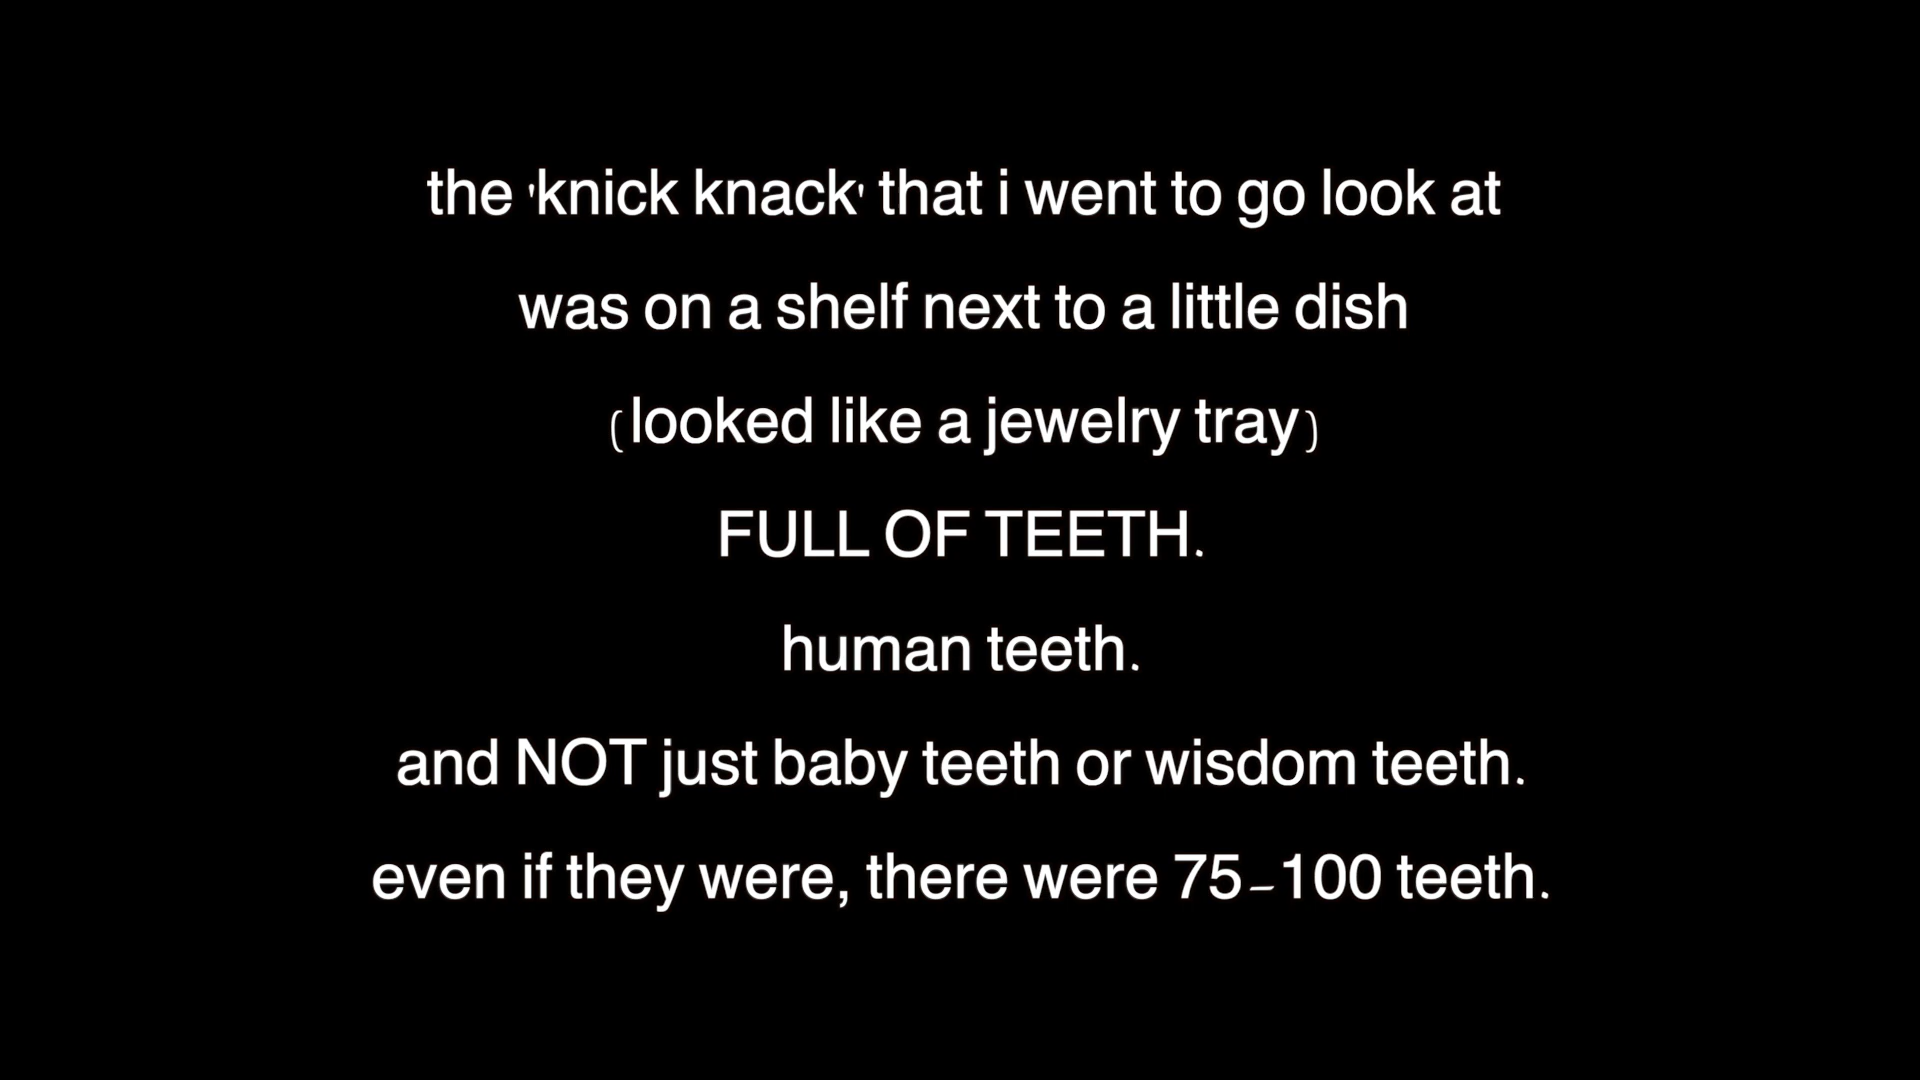 the 'knick knack' that i went to go look at
was on a shelf next to a little dish
(looked like a jewelry tray)
FULL OF TEETH.
human teeth.
and NOT just baby teeth or wisdom teeth.
even if they were, there were 75-100 teeth.